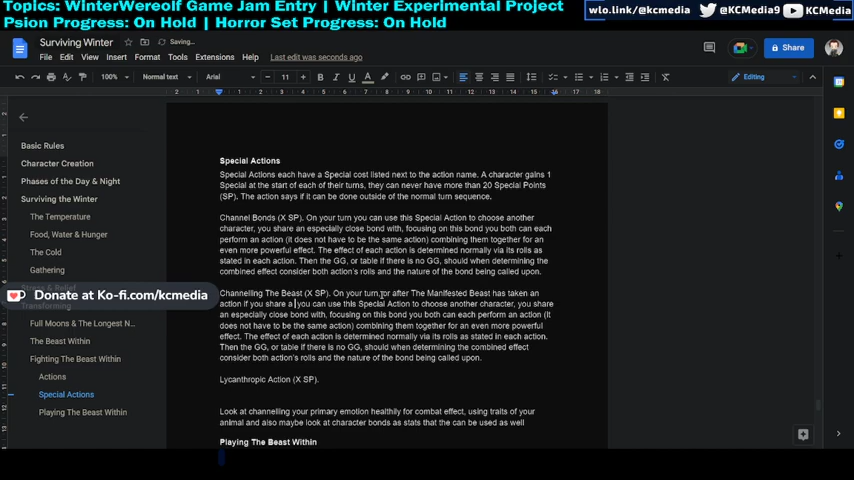 Topics: WinterWereolf Game Jam Entry | Winter Experimental Project
Psion Progress: On Hold | Horror Set Progress: On Hold
wlo.link/@kcmedia @KCMedia9 KCMedia
Surviving Winter Saving...
File Edit View Insert Format Tools Extensions Help Last edit was seconds ago
Share
100% Normal text Arial 11 Editing
2 1 1 2 3 4 5 6 7 8 9 10 11 12 13 14 15 16 17 18
Basic Rules
Character Creation
Phases of the Day & Night
Surviving the Winter
The Temperature
Food, Water & Hunger
The Cold
Gathering
Donate at Ko-fi.com/kcmedia
Transforming
Full Moons & The Longest N...
The Beast Within
Fighting The Beast Within
Actions
Special Actions
Playing The Beast Within
Special Actions
Special Actions each have a Special cost listed next to the action name. A character gains 1
Special at the start of each of their turns, they can never have more than 20 Special Points
(SP). The action says if it can be done outside of the normal turn sequence.
Channel Bonds (X SP). On your turn you can use this Special Action to choose another
character, you share an especially close bond with, focusing on this bond you both can each
perform an action (it does not have to be the same action) combining them together for an
even more powerful effect. The effect of each action is determined normally via its rolls as
stated in each action. Then the GG, or table if there is no GG, should when determining the
combined effect consider both action's rolls and the nature of the bond being called upon.
Channelling The Beast (X SP). On your turn, or after The Manifested Beast has taken an
action if you share a you can use this Special Action to choose another character, you share
an especially close bond with, focusing on this bond you both can each perform an action (it
does not have to be the same action) combining them together for an even more powerful
effect. The effect of each action is determined normally via its rolls as stated in each action.
Then the GG, or table if there is no GG, should when determining the combined effect
consider both action's rolls and the nature of the bond being called upon.
Lycanthropic Action (X SP).
Look at channelling your primary emotion healthily for combat effect, using traits of your
animal and also maybe look at character bonds as stats that the can be used as well
Playing The Beast Within